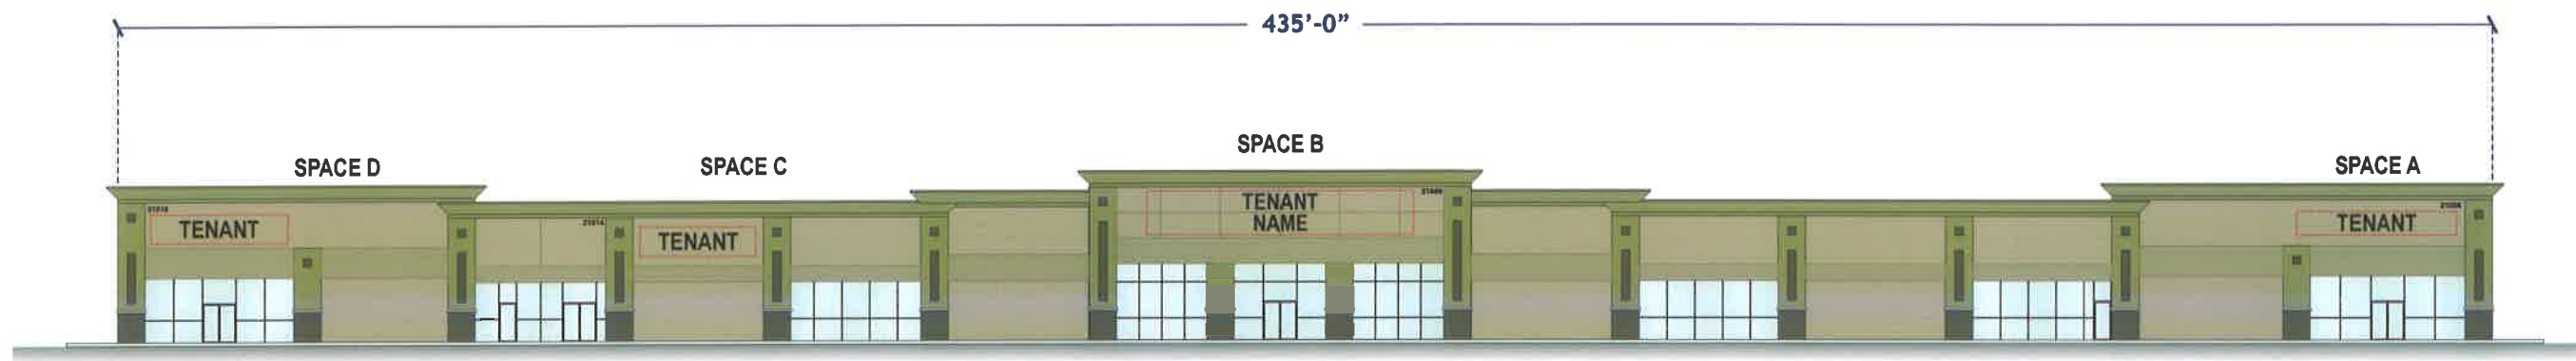 435'-0"
SPACE D
SPACE C
SPACE B
SPACE A
TENANT
TENANT
TENANT
NAME
TENANT